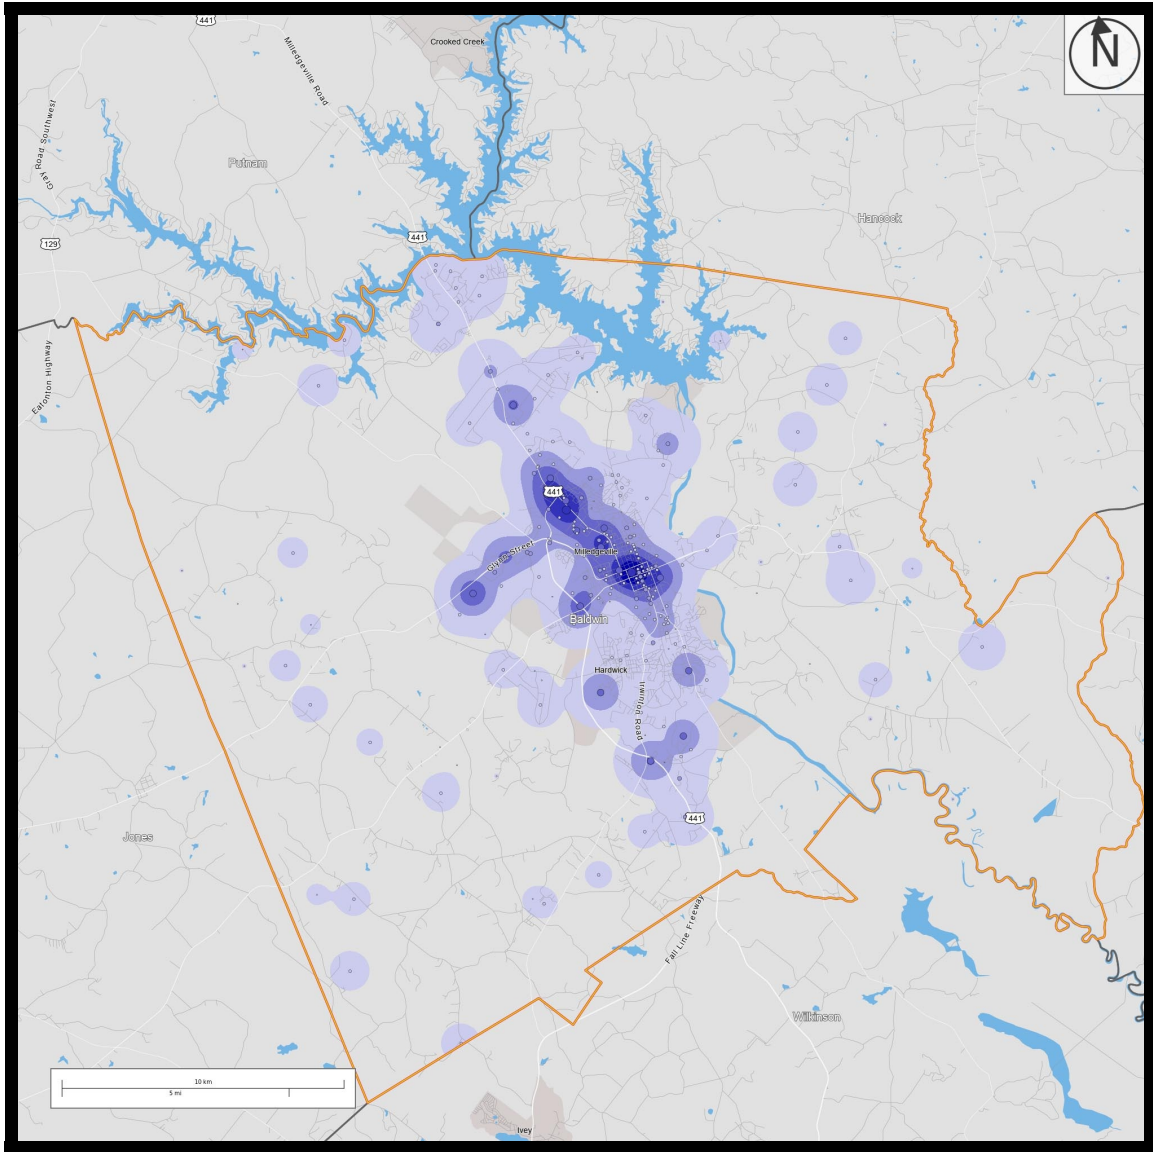 441
Crooked Creek
N
Milledgeville Road
Gray Road Southwest
Putnam
Hancock
441
129
Eatonton Highway
441
Glynn Street
Milledgeville
Baldwin
Hardwick
Irwinton Road
441
Jones
Fall Line Freeway
Wilkinson
10 km
5 mi
Ivey